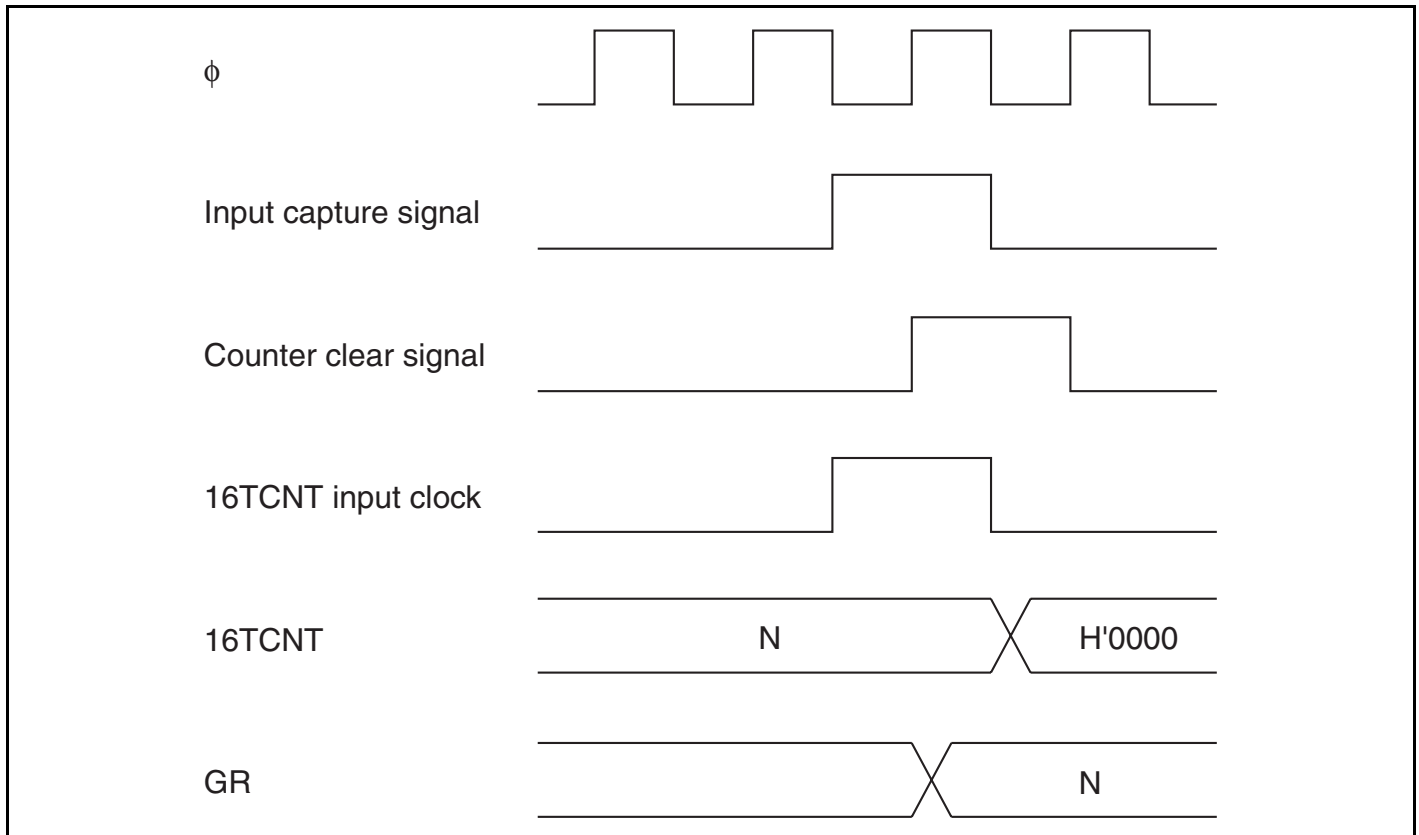 ϕ
Input capture signal
Counter clear signal
16TCNT input clock
16TCNT N H'0000
GR N